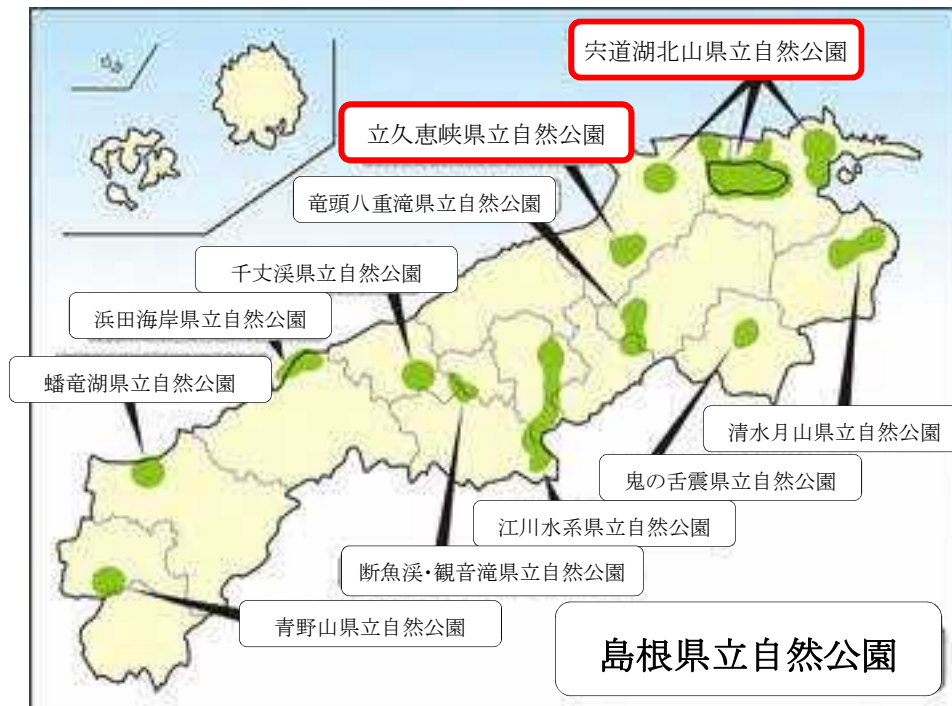 宍道湖北山県立自然公園
立久恵峡県立自然公園
竜頭八重滝県立自然公園
千丈渓県立自然公園
浜田海岸県立自然公園
蟠竜湖県立自然公園
清水月山県立自然公園
鬼の舌震県立自然公園
江川水系県立自然公園
断魚渓・観音滝県立自然公園
青野山県立自然公園
島根県立自然公園